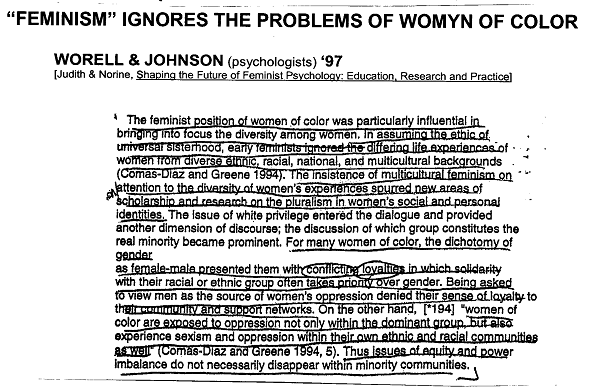 “FEMINISM” IGNORES THE PROBLEMS OF WOMYN OF COLOR
WORELL & JOHNSON (psychologists) ‘97
[Judith & Norine, Shaping the Future of Feminist Psychology: Education, Research and Practice]
The feminist position of women of color was particularly influential in
bringing into focus the diversity among women. In assuming the ethic of
universal sisterhood, early feminists ignored the differing life experiences of
women from diverse ethnic, racial, national, and multicultural backgrounds
(Comas-Diaz and Greene 1994). The insistence of multicultural feminism on
attention to the diversity of women's experiences spurred new areas of
scholarship and research on the pluralism in women's social and personal
identities. The issue of white privilege entered the dialogue and provided
another dimension of discourse; the discussion of which group constitutes the
real minority became prominent. For many women of color, the dichotomy of
gender
as female-male presented them with conflicting loyalties in which solidarity
with their racial or ethnic group often takes priority over gender. Being asked
to view men as the source of women's oppression denied their sense of loyalty to
their community and support networks. On the other hand, [*194] "women of
color are exposed to oppression not only within the dominant group, but also
experience sexism and oppression within their own ethnic and racial communities
as well" (Comas-Diaz and Greene 1994, 5). Thus issues of equity and power
imbalance do not necessarily disappear within minority communities.